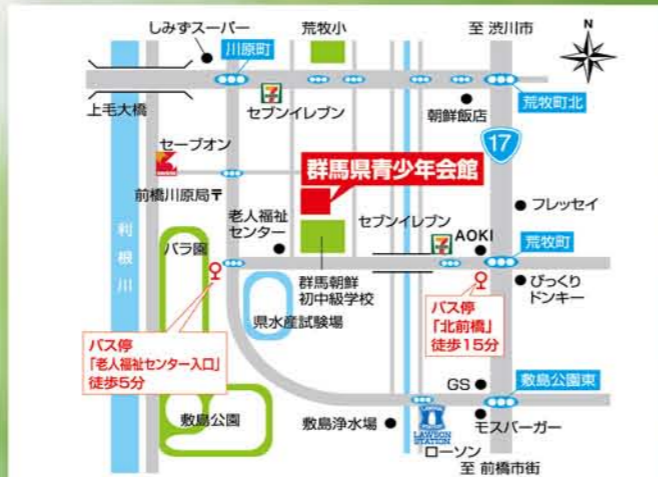 しみずスーパー
荒牧小
至 渋川市
N
川原町
上毛大橋
セブンイレブン
朝鮮飯店
荒牧町北
17
セーブオン
群馬県青少年会館
前橋川原局〒
フレッセイ
老人福祉
センター
セブンイレブン
AOKI
荒牧町
利根川
バラ園
群馬朝鮮
初中級学校
びっくり
ドンキー
県水産試験場
バス停
「北前橋」
徒歩15分
バス停
「老人福祉センター入口」
徒歩5分
GS
敷島公園東
敷島公園
敷島浄水場
LAWSON
STATION
ローソン
モスバーガー
至 前橋市街